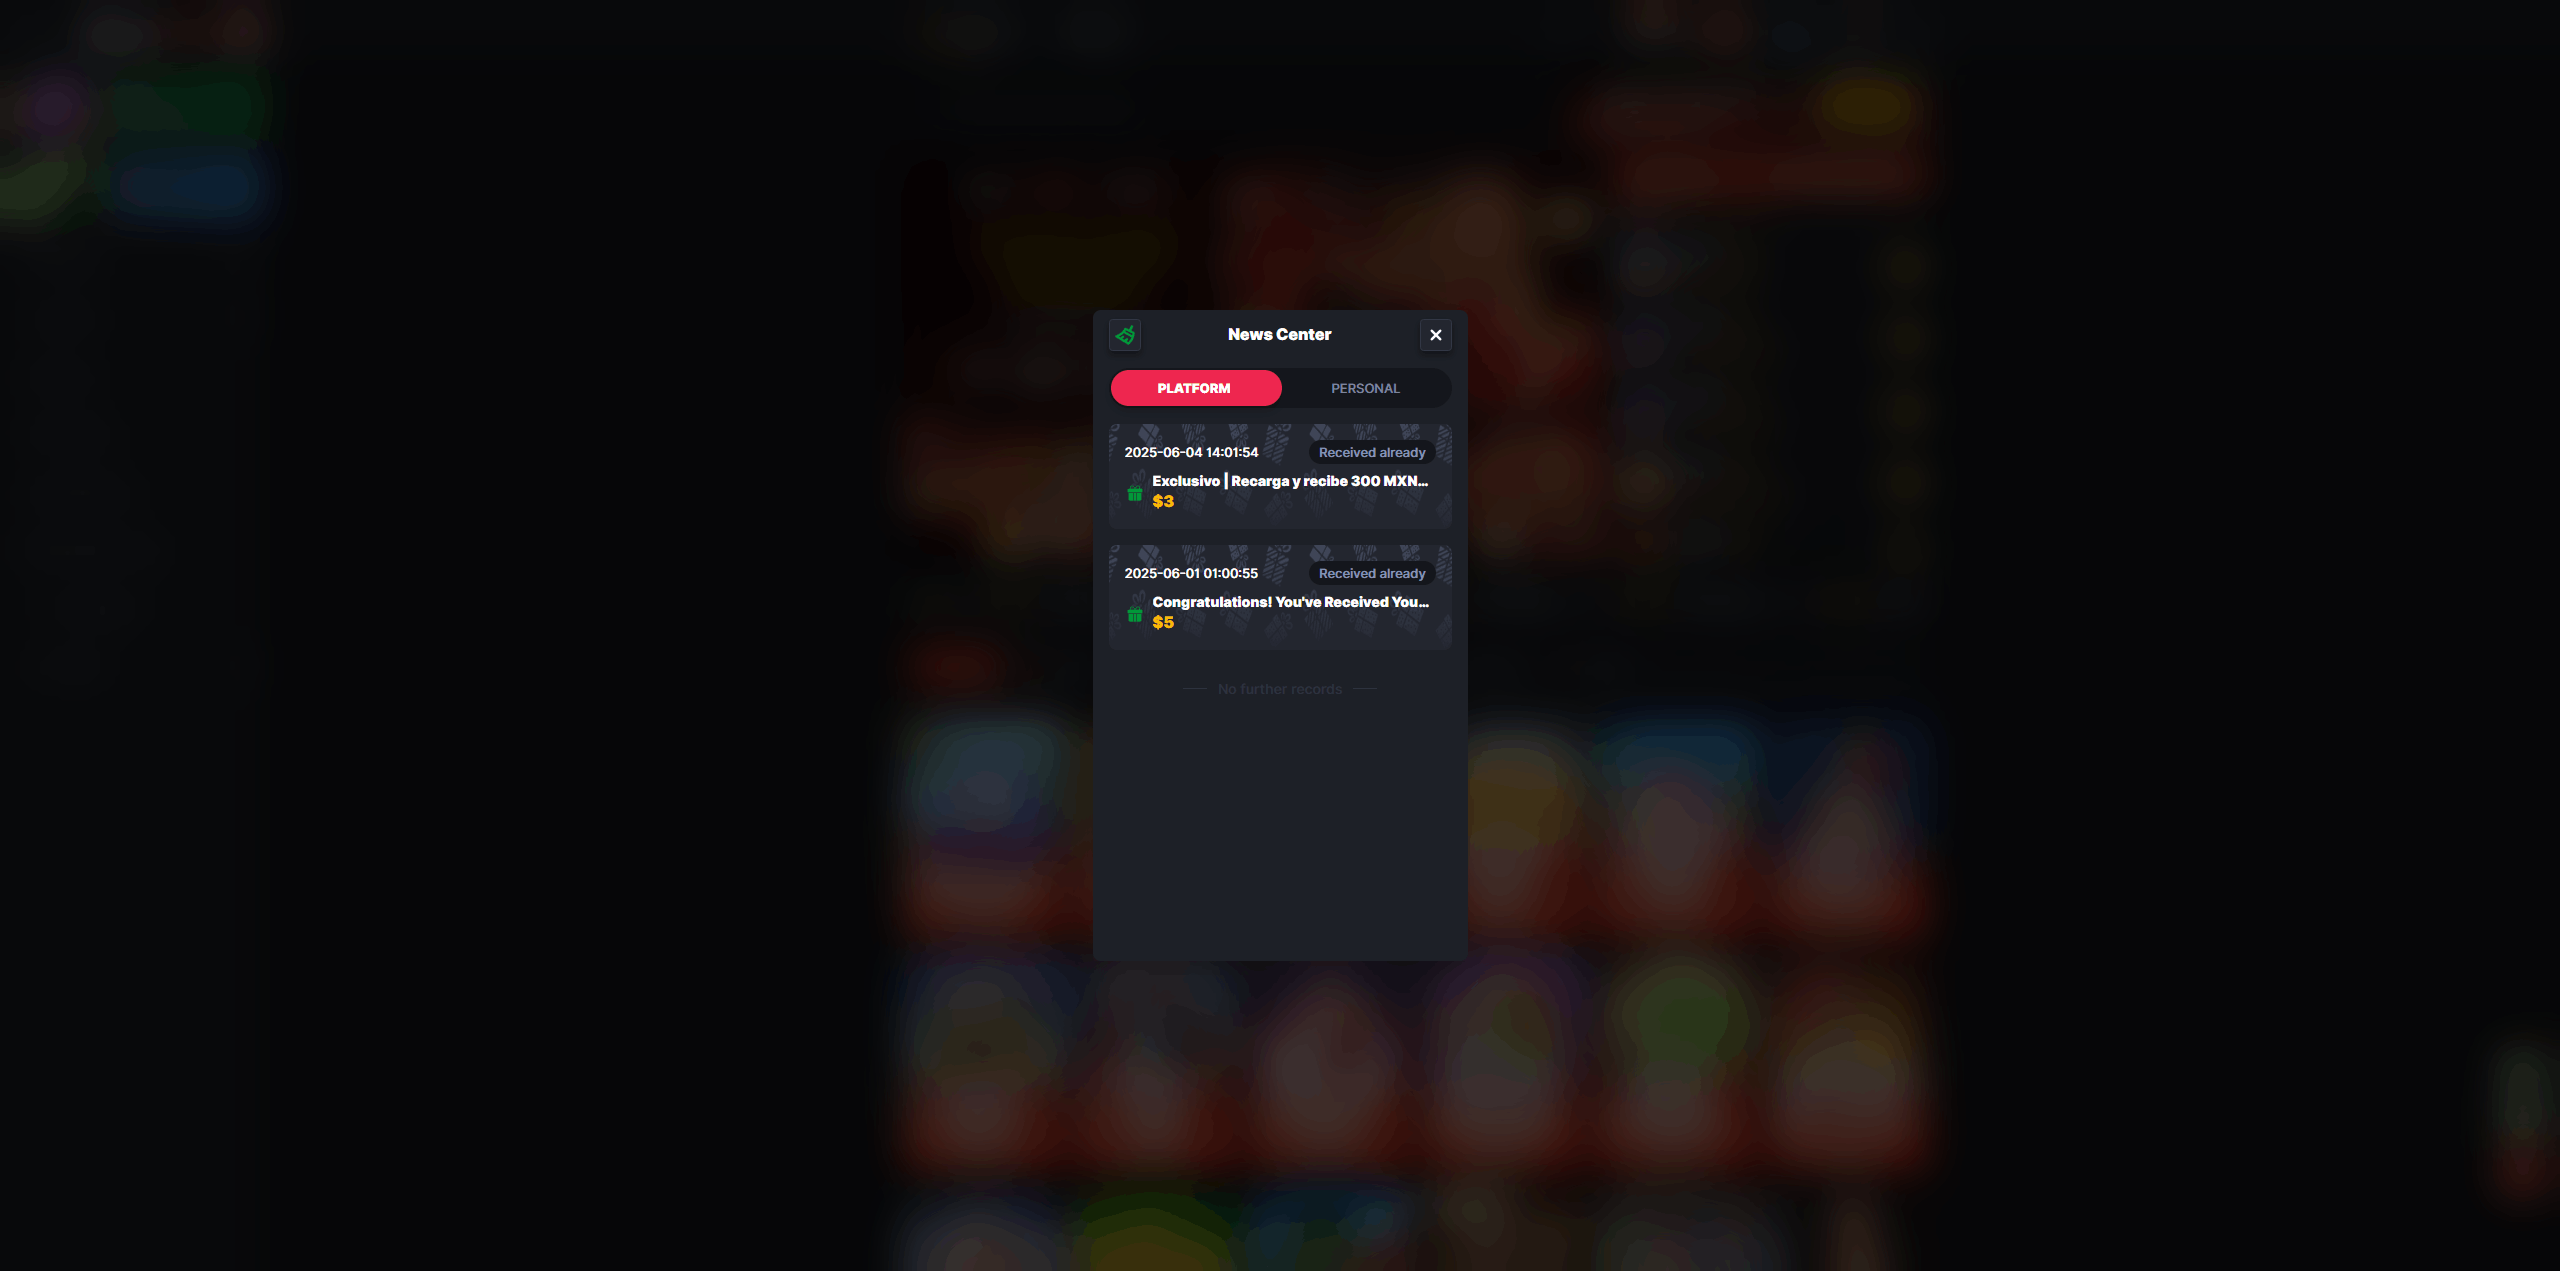 News Center
PLATFORM
PERSONAL
2025-06-04 14:01:54
Received already
Exclusivo | Recarga y recibe 300 MXN...
$3
2025-06-01 01:00:55
Received already
Congratulations! You've Received You...
$5
No further records